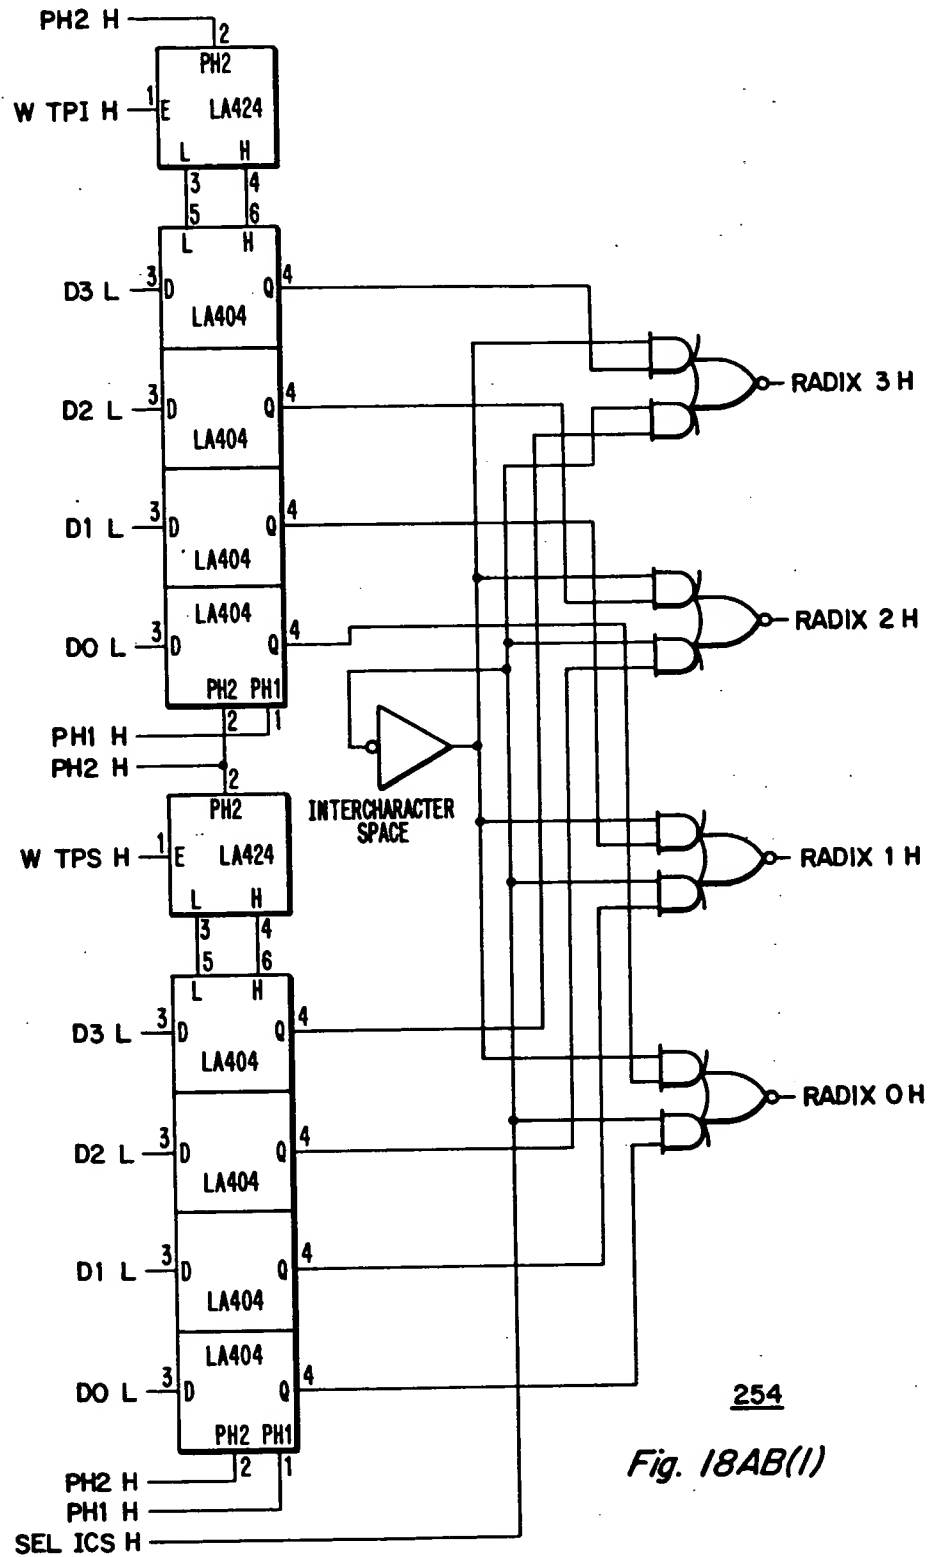 PH2 H
2
PH2
W TPI H
1
E
LA424
L H
3 4
5 6
L H
D3 L
3
D
Q
4
LA404
D2 L
3
D
Q
4
LA404
D1 L
3
D
Q
4
LA404
LA404
D0 L
3
D
Q
4
PH2 PH1
2 1
PH1 H
PH2 H
2
PH2
W TPS H
1
E
LA424
L H
3 4
5 6
L H
D3 L
3
D
Q
4
LA404
D2 L
3
D
Q
4
LA404
D1 L
3
D
Q
4
LA404
LA404
D0 L
3
D
Q
4
PH2 PH1
2 1
PH2 H
PH1 H
SEL ICS H
INTERCHARACTER
SPACE
RADIX 3 H
RADIX 2 H
RADIX 1 H
RADIX 0 H
254
Fig. 18AB(1)